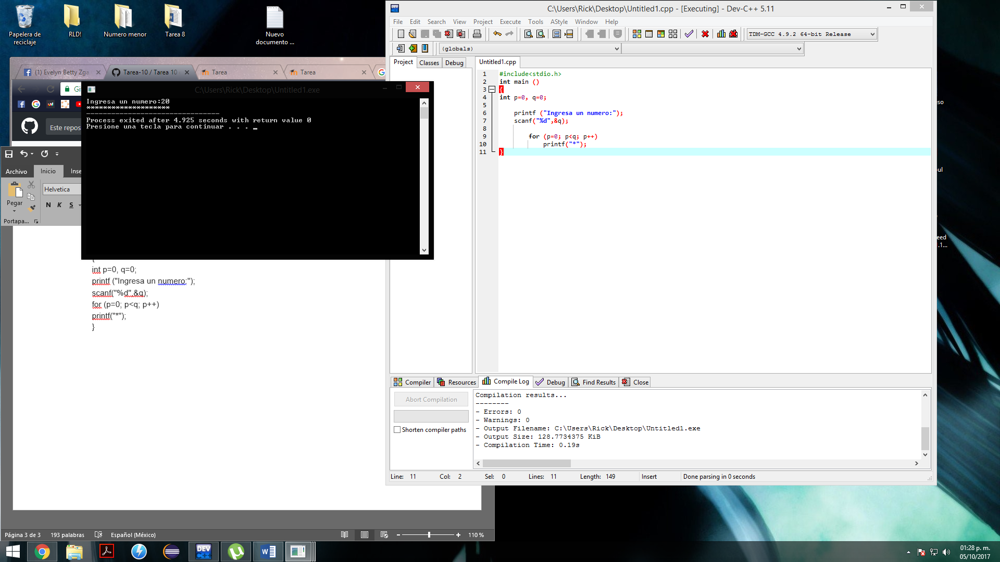 Papelera de
reciclaje
RLD!
Numero menor
Tarea 8
Nuevo
documento ...
(1) Evelyn Betty Zga
Tarea-10 / Tarea 10
Tarea
Tarea
Este repos
Archivo
Inicio
Inse
Helvetica
Pegar
N K S
Portapa...
C:\Users\Rick\Desktop\Untitled1.exe
Ingresa un numero:20
********************
--------------------------------
Process exited after 4.925 seconds with return value 0
Presione una tecla para continuar . . .
{
int p=0, q=0;
printf ("Ingresa un numero:");
scanf("%d",&q);
for (p=0; p<q; p++)
printf("*");
}
Página 3 de 3
193 palabras
Español (México)
110 %
C:\Users\Rick\Desktop\Untitled1.cpp - [Executing] - Dev-C++ 5.11
File Edit Search View Project Execute Tools AStyle Window Help
TDM-GCC 4.9.2 64-bit Release
(globals)
Project Classes Debug
Untitled1.cpp
1 #include<stdio.h>
2 int main ()
3 {
4 int p=0, q=0;
5
6 printf ("Ingresa un numero:");
7 scanf("%d",&q);
8
9 for (p=0; p<q; p++)
10 printf("*");
11 }
Compiler Resources Compile Log Debug Find Results Close
Abort Compilation
Shorten compiler paths
Compilation results...
--------
- Errors: 0
- Warnings: 0
- Output Filename: C:\Users\Rick\Desktop\Untitled1.exe
- Output Size: 128.7734375 KiB
- Compilation Time: 0.19s
Line: 11 Col: 2 Sel: 0 Lines: 11 Length: 149 Insert Done parsing in 0 seconds
eso
oul
eed
.1...
DEV
C++
01:28 p. m.
05/10/2017